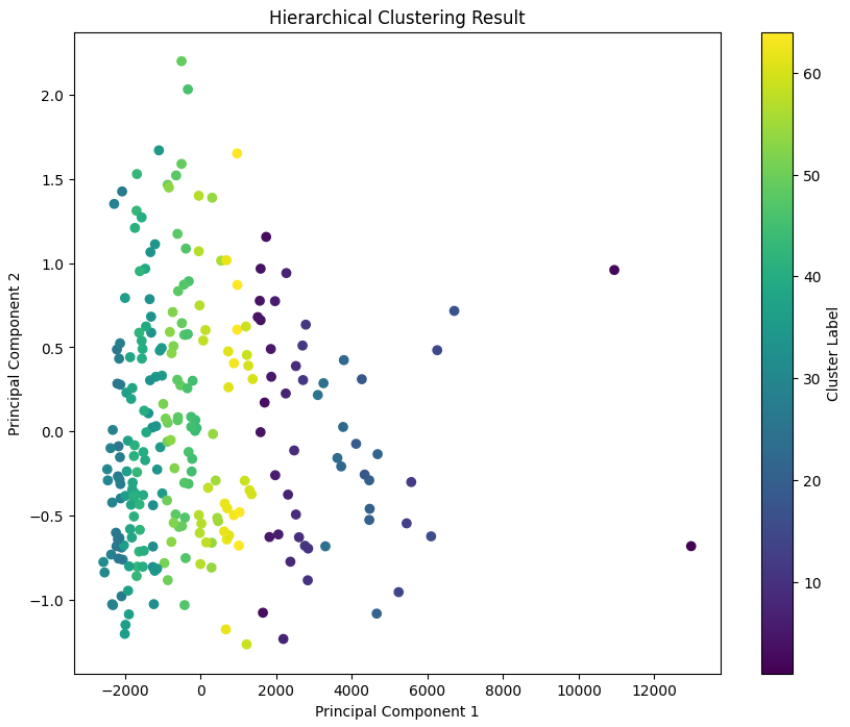 Hierarchical Clustering Result
2.0
1.5
1.0
0.5
0.0
−0.5
−1.0
Principal Component 2
−2000 0 2000 4000 6000 8000 10000 12000
Principal Component 1
60
50
40
30
20
10
Cluster Label